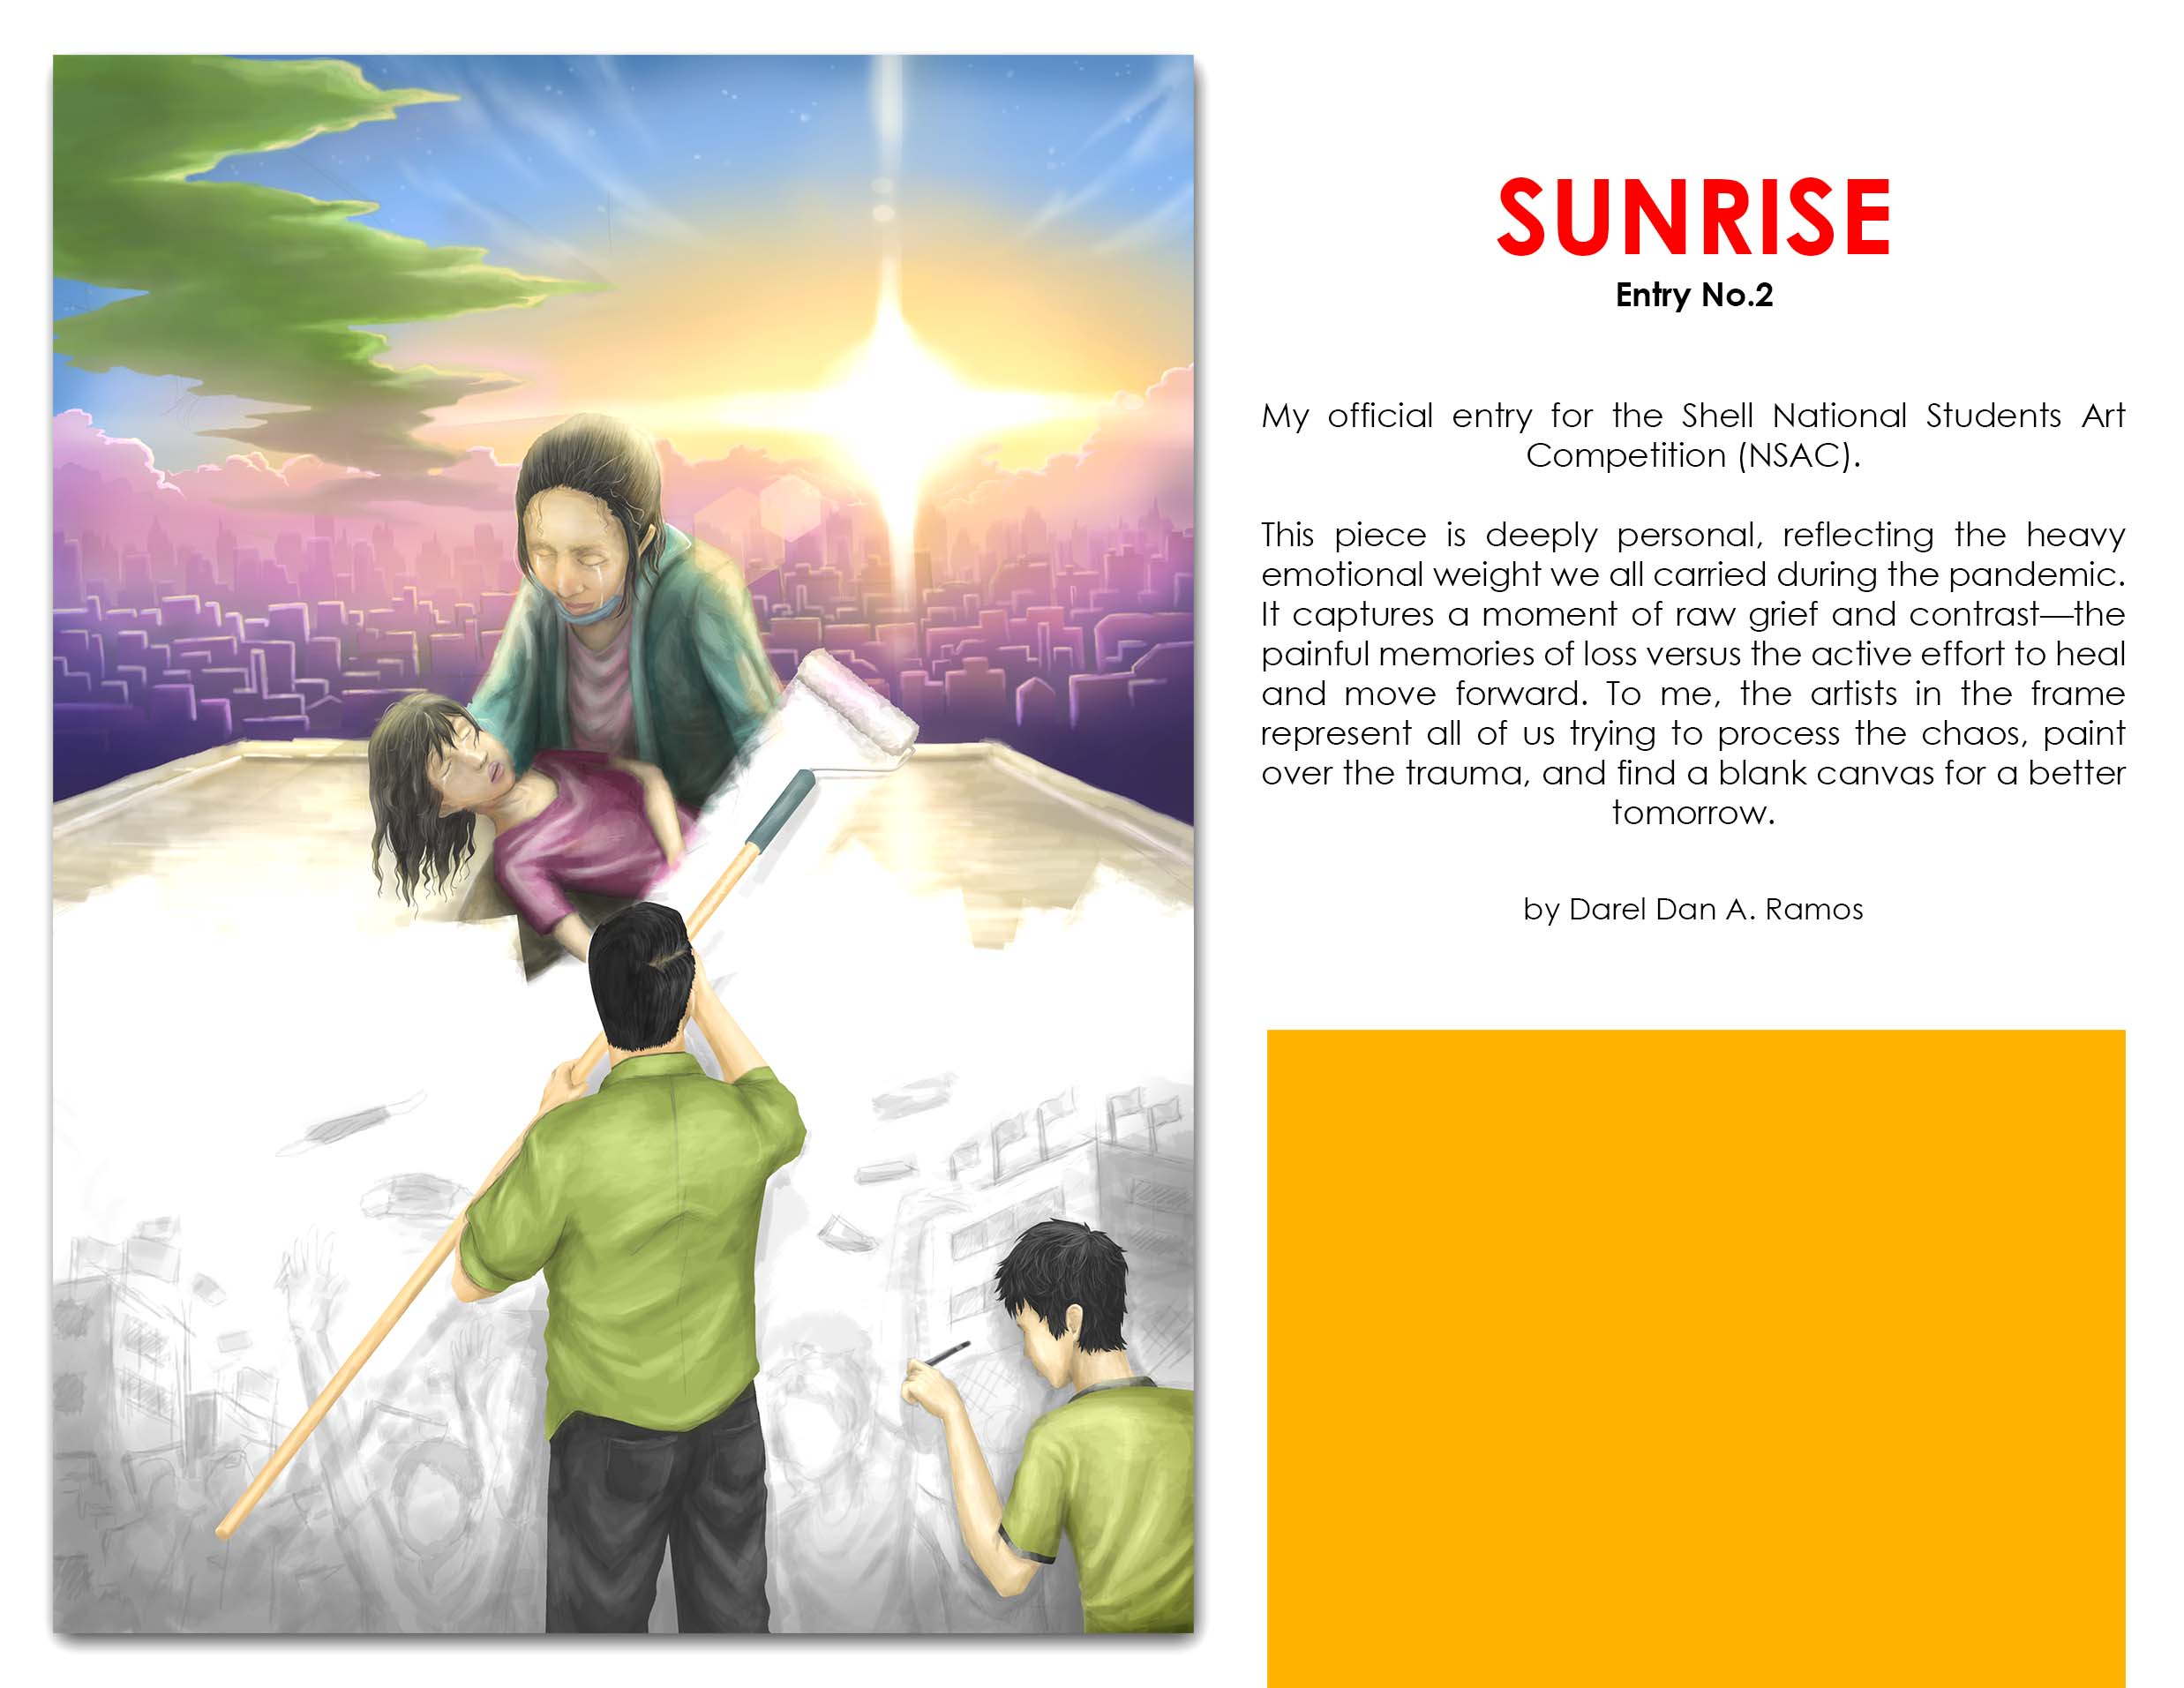 SUNRISE
Entry No.2
My official entry for the Shell National Students Art
Competition (NSAC).
This piece is deeply personal, reflecting the heavy
emotional weight we all carried during the pandemic.
It captures a moment of raw grief and contrast—the
painful memories of loss versus the active effort to heal
and move forward. To me, the artists in the frame
represent all of us trying to process the chaos, paint
over the trauma, and find a blank canvas for a better
tomorrow.
by Darel Dan A. Ramos